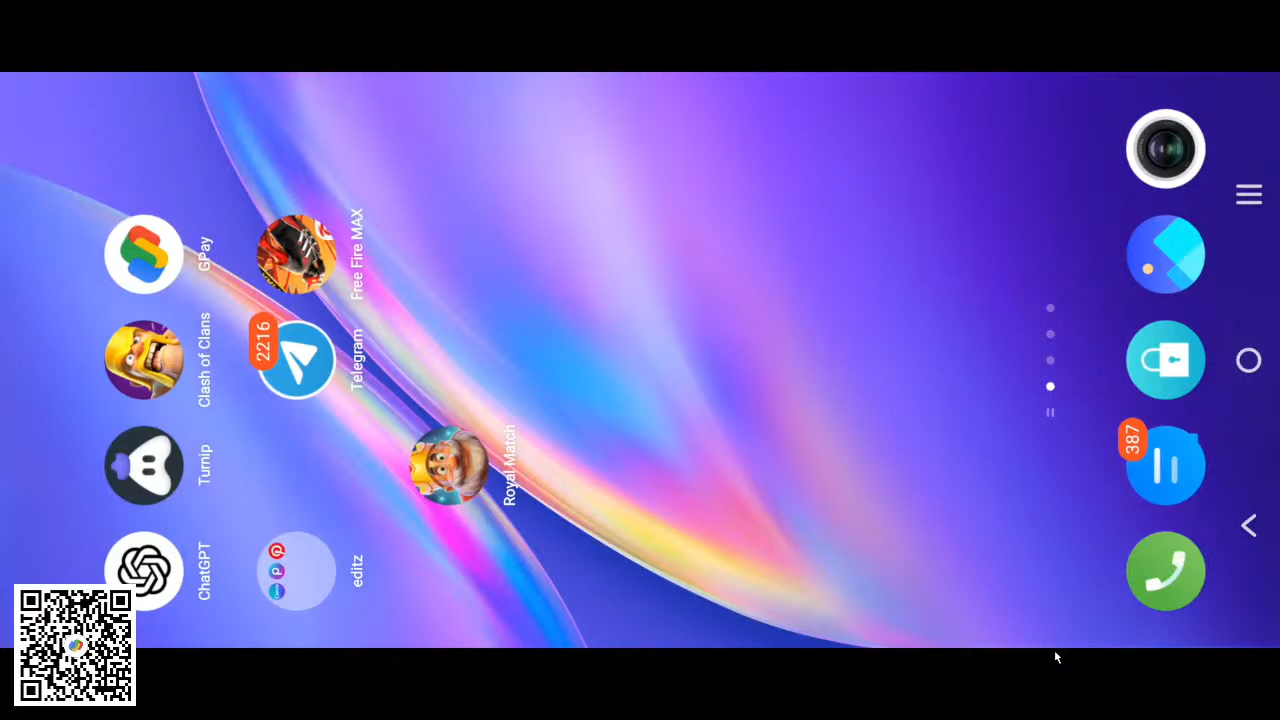 GPay
Clash of Clans
Turnip
ChatGPT
Free Fire MAX
2216
Telegram
editz
Royal Match
387